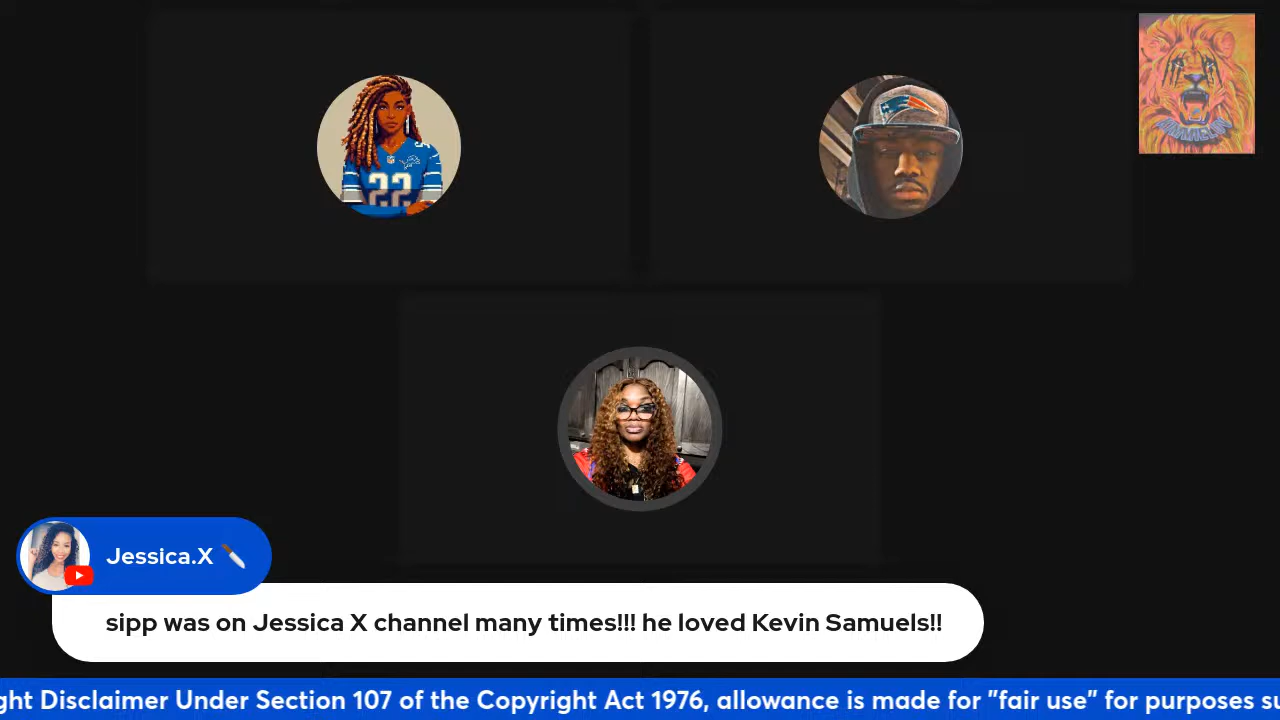 22
Jessica.X
sipp was on Jessica X channel many times!!! he loved Kevin Samuels!!
ght Disclaimer Under Section 107 of the Copyright Act 1976, allowance is made for "fair use" for purposes su